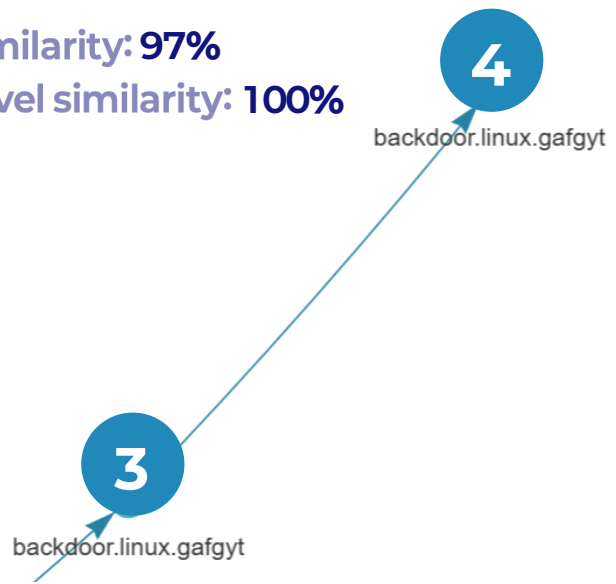 milarity: 97%
4
vel similarity: 100%
backdoor.linux.gafgyt
3
backdoor.linux.gafgyt